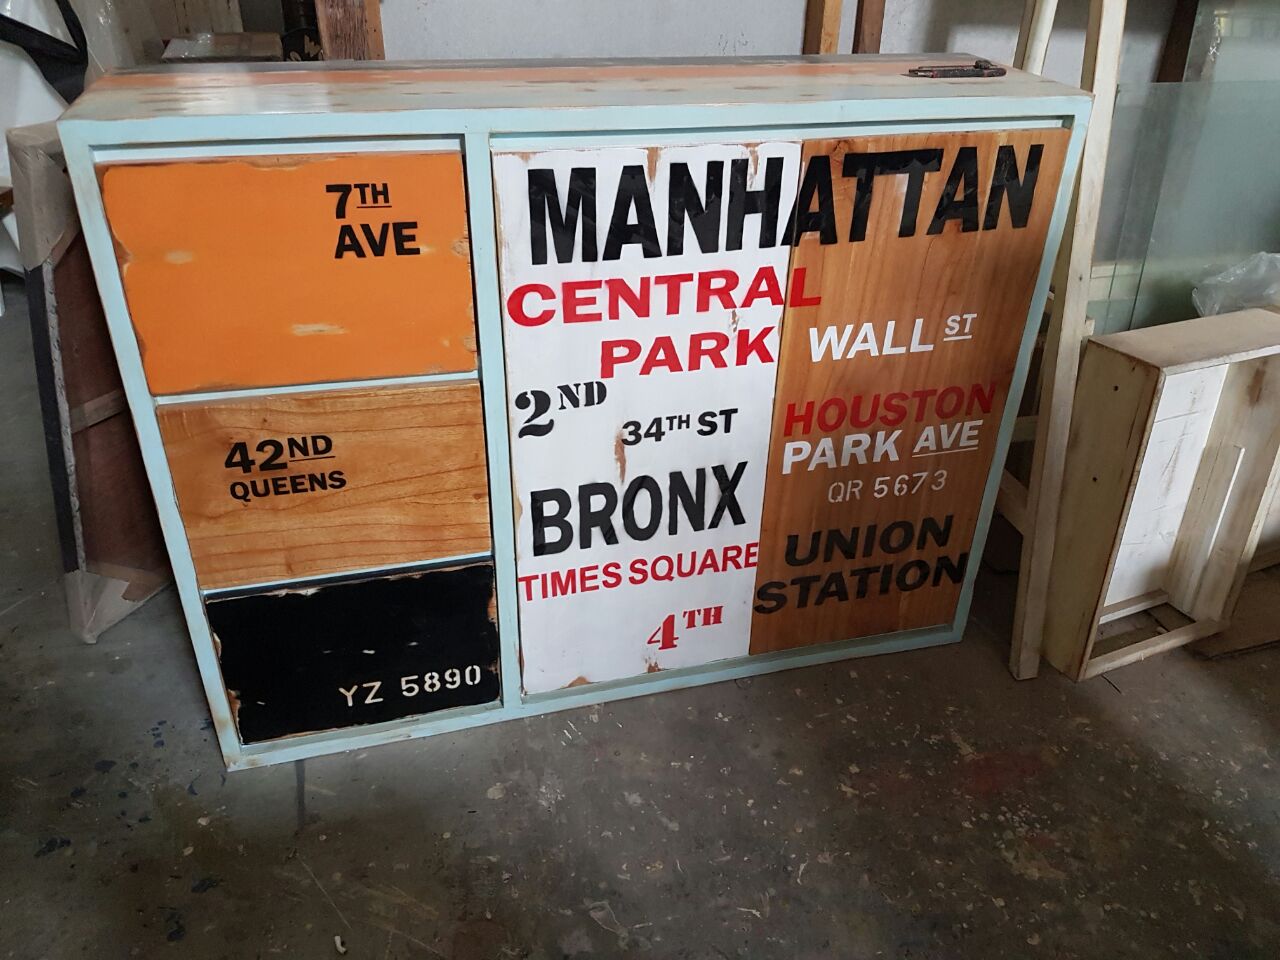 7TH
AVE
42ND
QUEENS
YZ 5890
MANHATTAN
CENTRAL
PARK
2ND
34TH ST
BRONX
TIMES SQUARE
4TH
WALL ST
HOUSTON
PARK AVE
QR 5673
UNION
STATION